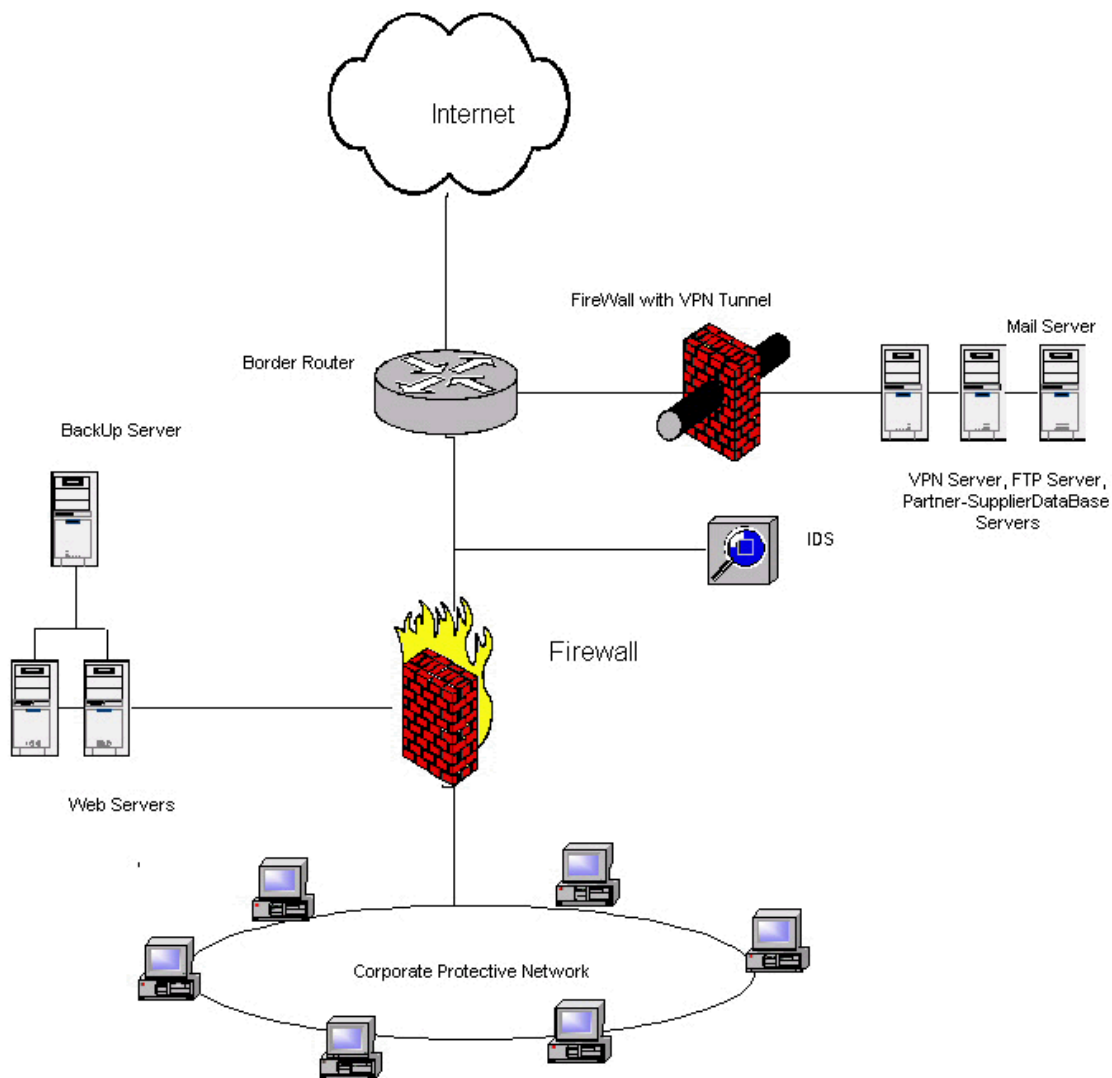 Internet
FireWall with VPN Tunnel
Mail Server
Border Router
BackUp Server
VPN Server, FTP Server,
Partner-SupplierDataBase
Servers
IDS
Firewall
Web Servers
Corporate Protective Network